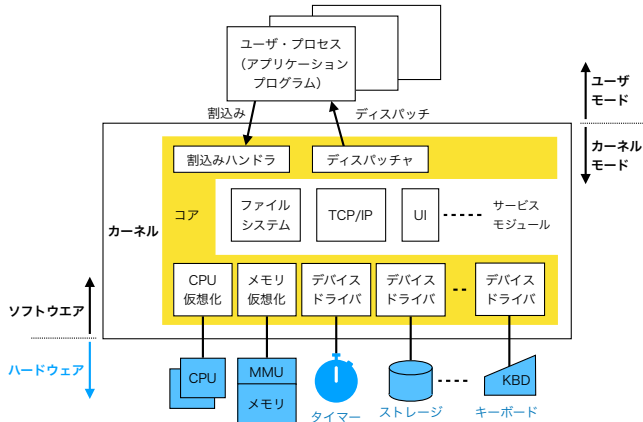 ユーザ・プロセス
（アプリケーション
プログラム）
割込み
ディスパッチ
ユーザ
モード
カーネル
モード
割込みハンドラ
ディスパッチャ
カーネル
コア
ファイル
システム
TCP/IP
UI
サービス
モジュール
CPU
仮想化
メモリ
仮想化
デバイス
ドライバ
デバイス
ドライバ
デバイス
ドライバ
ソフトウエア
ハードウェア
CPU
MMU
メモリ
タイマー
ストレージ
KBD
キーボード